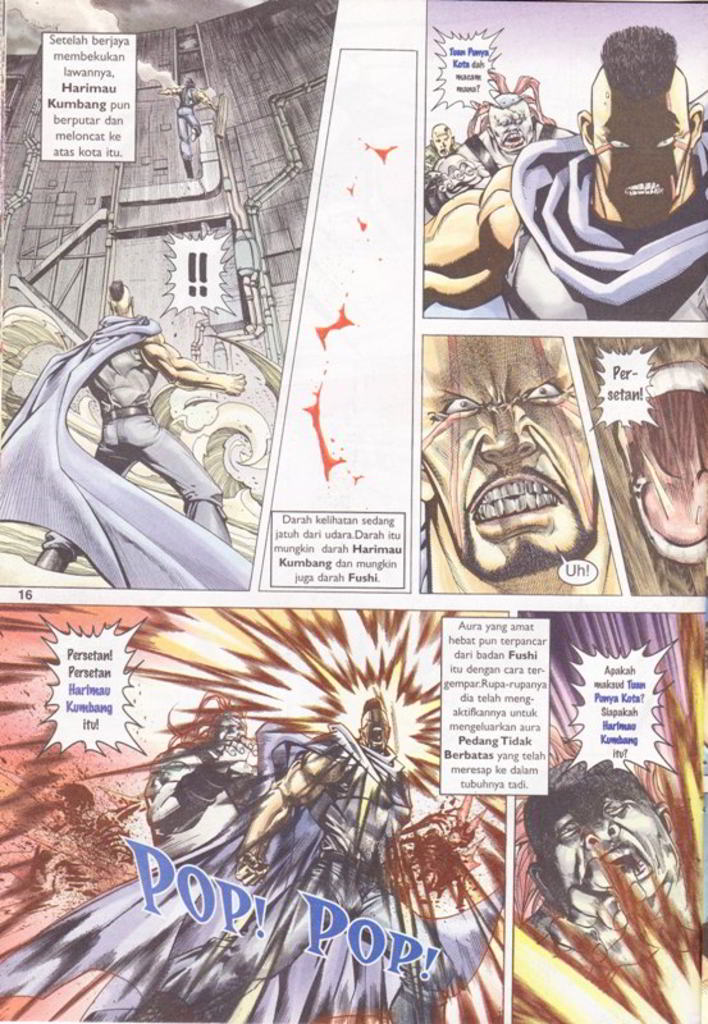 Setelah berjaya
membekukan
lawannya,
Harimau
Kumbang pun
berputar dan
meloncat ke
atas kota itu.
!!
Darah kelihatan sedang
jatuh dari udara.Darah itu
mungkin darah Harimau
Kumbang dan mungkin
juga darah Fushi.
Tuan Punya
Kota dah
macam
mana?
Uh!
Per-
setan!
16
Persetan!
Persetan
Harimau
Kumbang
itu!
Aura yang amat
hebat pun terpancar
dari badan Fushi
itu dengan cara ter-
gempar.Rupa-rupanya
dia telah meng-
aktifkannya untuk
mengeluarkan aura
Pedang Tidak
Berbatas yang telah
meresap ke dalam
tubuhnya tadi.
Apakah
maksud Tuan
Punya Kota?
Siapakah
Harimau
Kumbang
itu?
POP! POP!